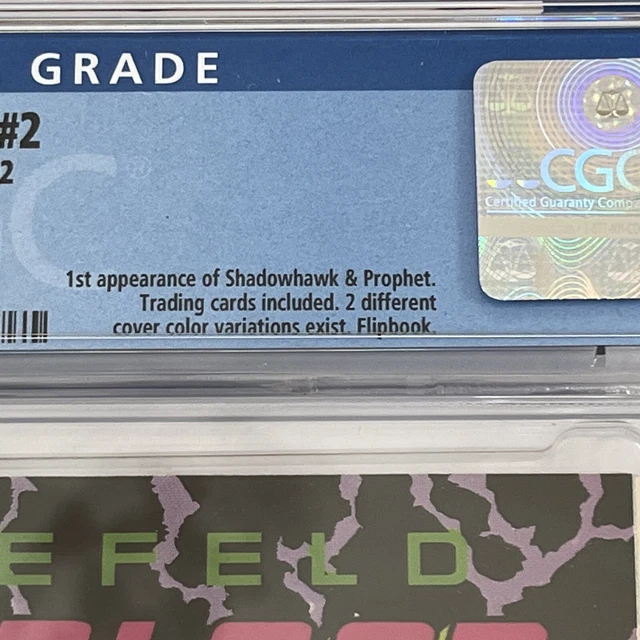 GRADE
#2
2
CGC
Certified Guaranty Compa
1st appearance of Shadowhawk & Prophet.
Trading cards included. 2 different
cover color variations exist. Flipbook.
EFELD